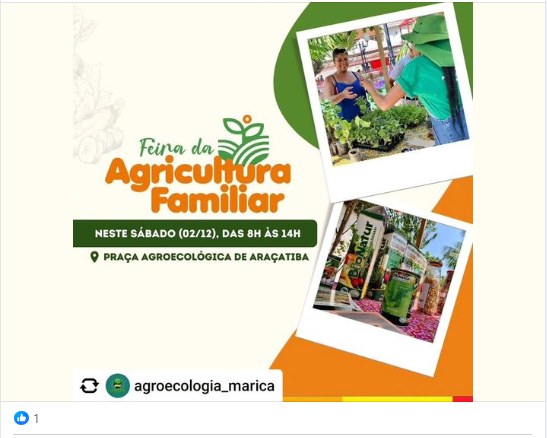 Feira da
Agricultura
Familiar
NESTE SÁBADO (02/12), DAS 8H ÀS 14H
PRAÇA AGROECOLÓGICA DE ARAÇATIBA
agroecologia_marica
1